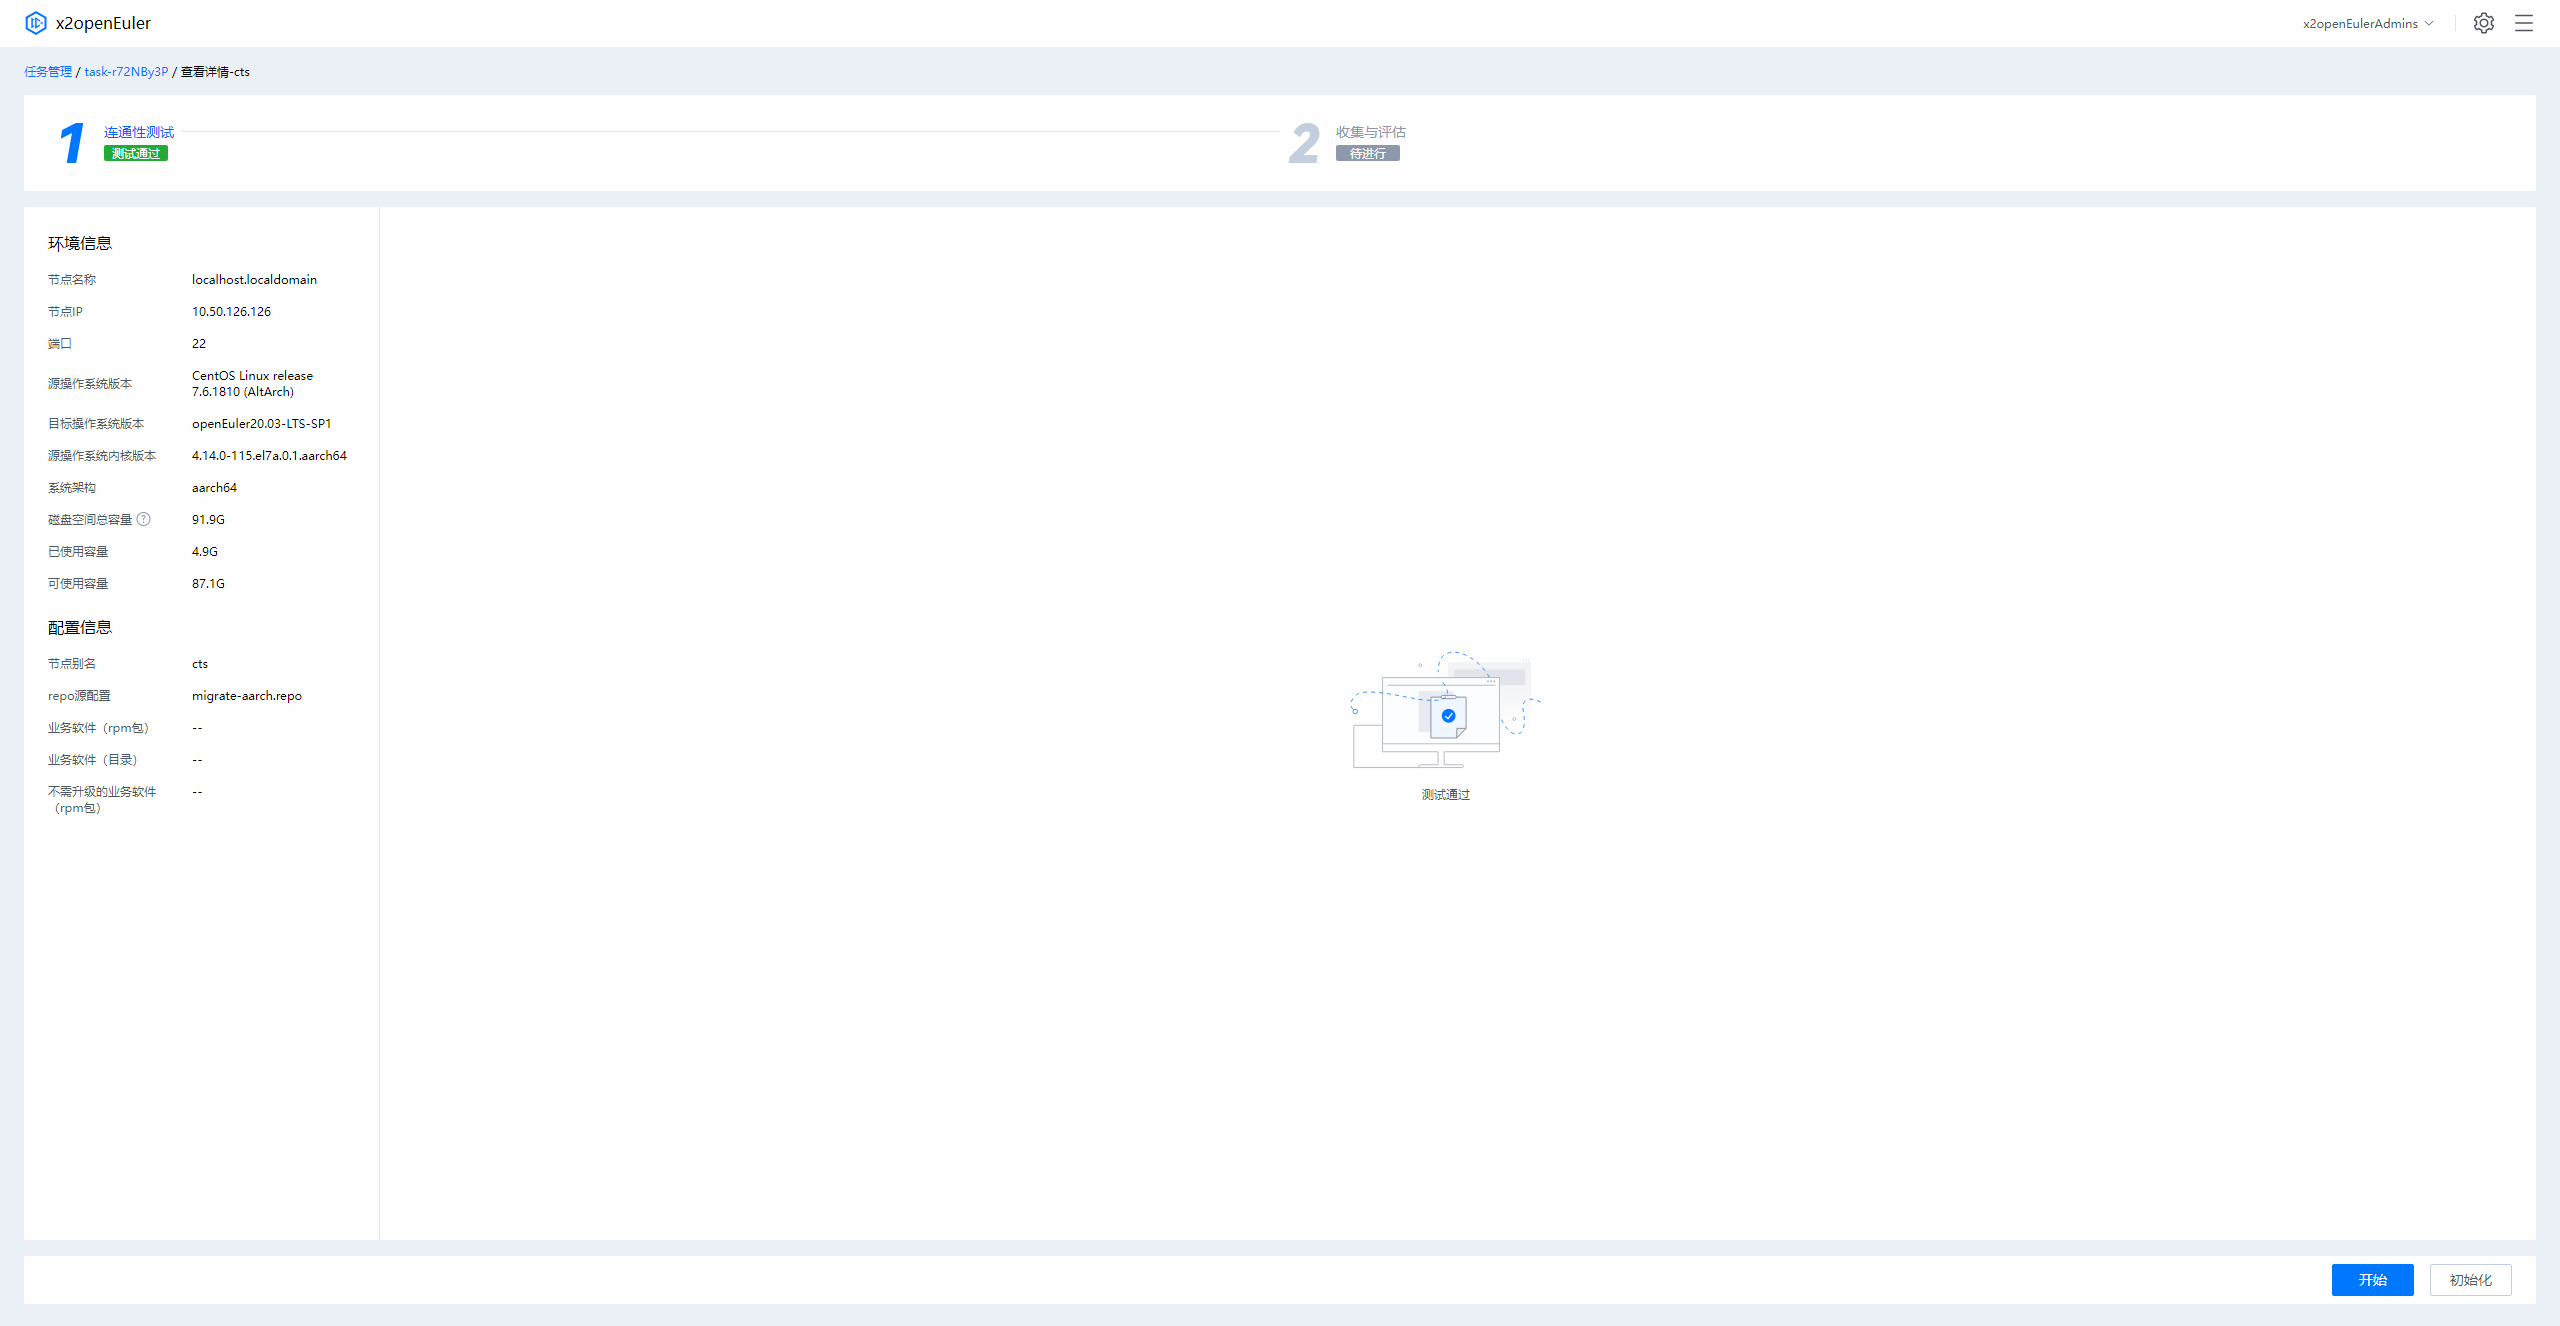 x2openEuler
x2openEulerAdmins
任务管理 / task-r72NBy3P / 查看详情-cts
1 连通性测试
测试通过
2 收集与评估
待进行
环境信息
节点名称 localhost.localdomain
节点IP 10.50.126.126
端口 22
源操作系统版本 CentOS Linux release
7.6.1810 (AltArch)
目标操作系统版本 openEuler20.03-LTS-SP1
源操作系统内核版本 4.14.0-115.el7a.0.1.aarch64
系统架构 aarch64
磁盘空间总容量 ? 91.9G
已使用容量 4.9G
可使用容量 87.1G
配置信息
节点别名 cts
repo源配置 migrate-aarch.repo
业务软件（rpm包） --
业务软件（目录） --
不需升级的业务软件 --
（rpm包）
测试通过
开始 初始化